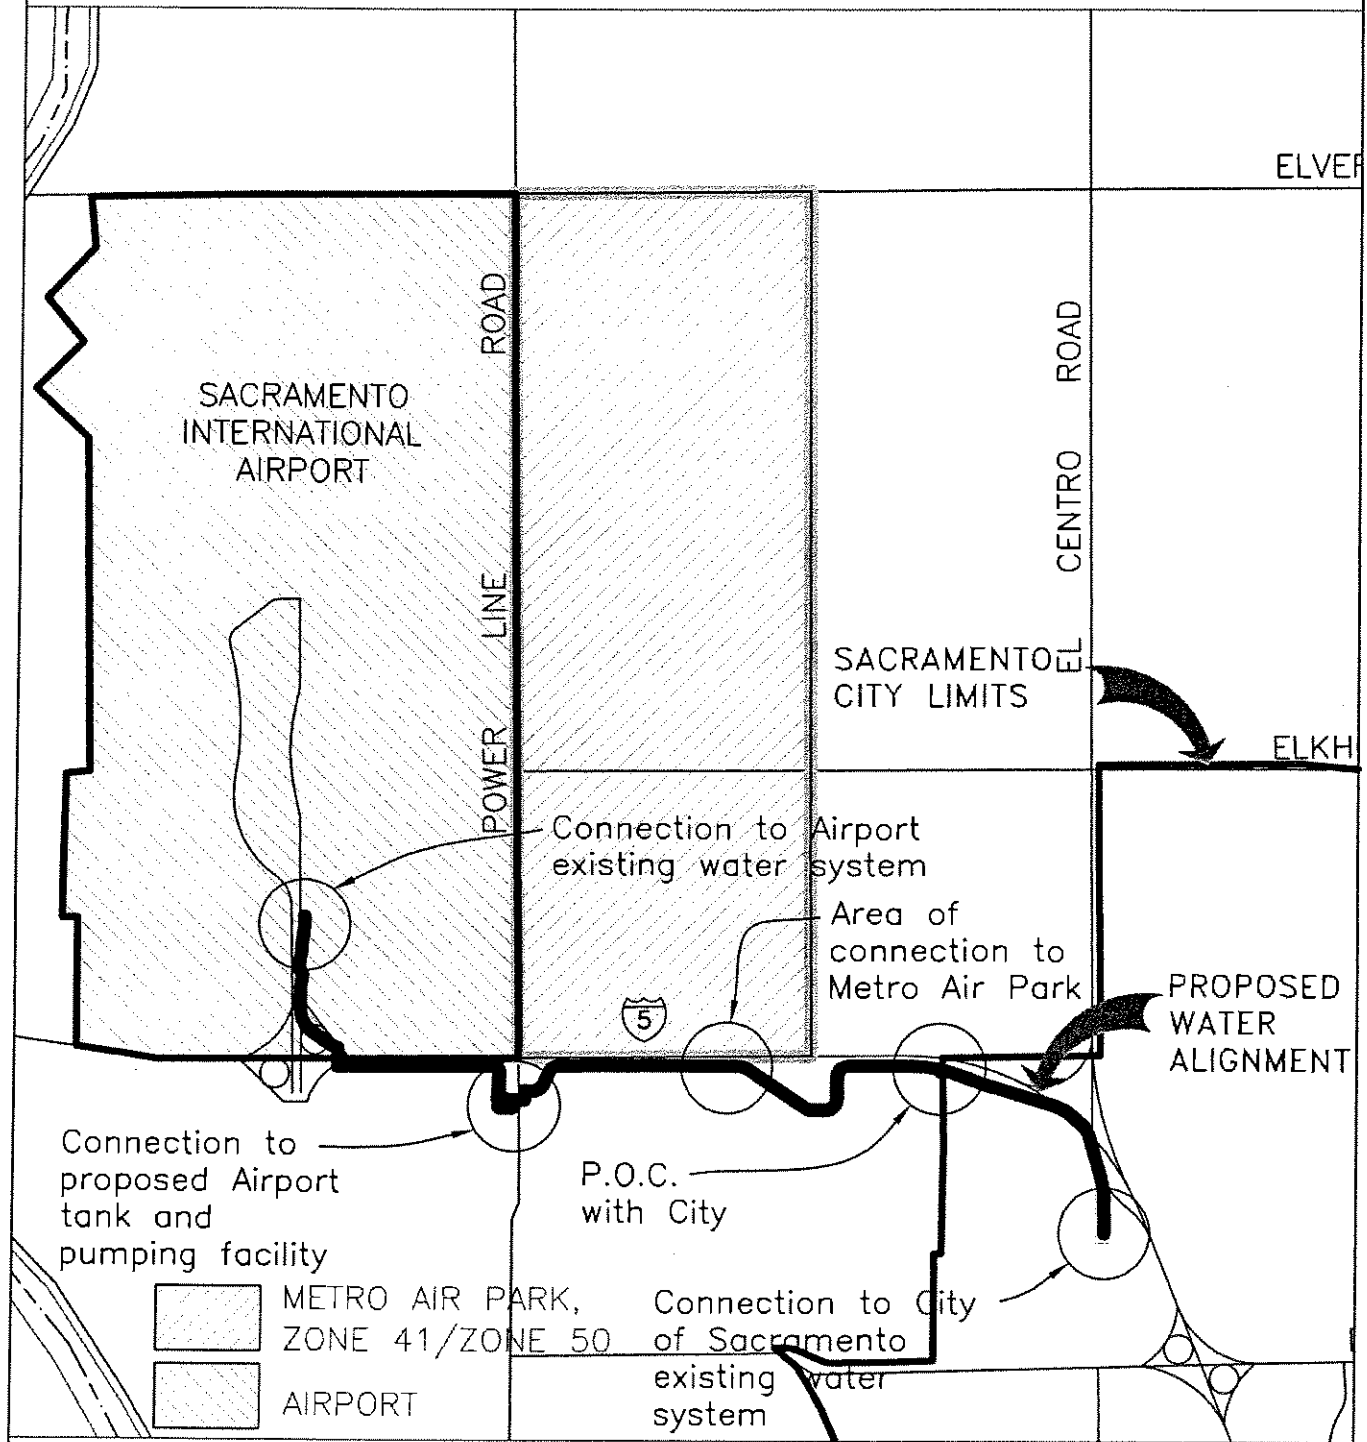 ELVER
ROAD
SACRAMENTO
INTERNATIONAL
AIRPORT
ROAD
CENTRO
LINE
SACRAMENTO
CITY LIMITS
EL
ELKH
POWER
Connection to Airport
existing water system
Area of
connection to
Metro Air Park
5
PROPOSED
WATER
ALIGNMENT
Connection to
proposed Airport
tank and
pumping facility
P.O.C.
with City
METRO AIR PARK,
ZONE 41/ZONE 50
Connection to City
of Sacramento
existing water
system
AIRPORT